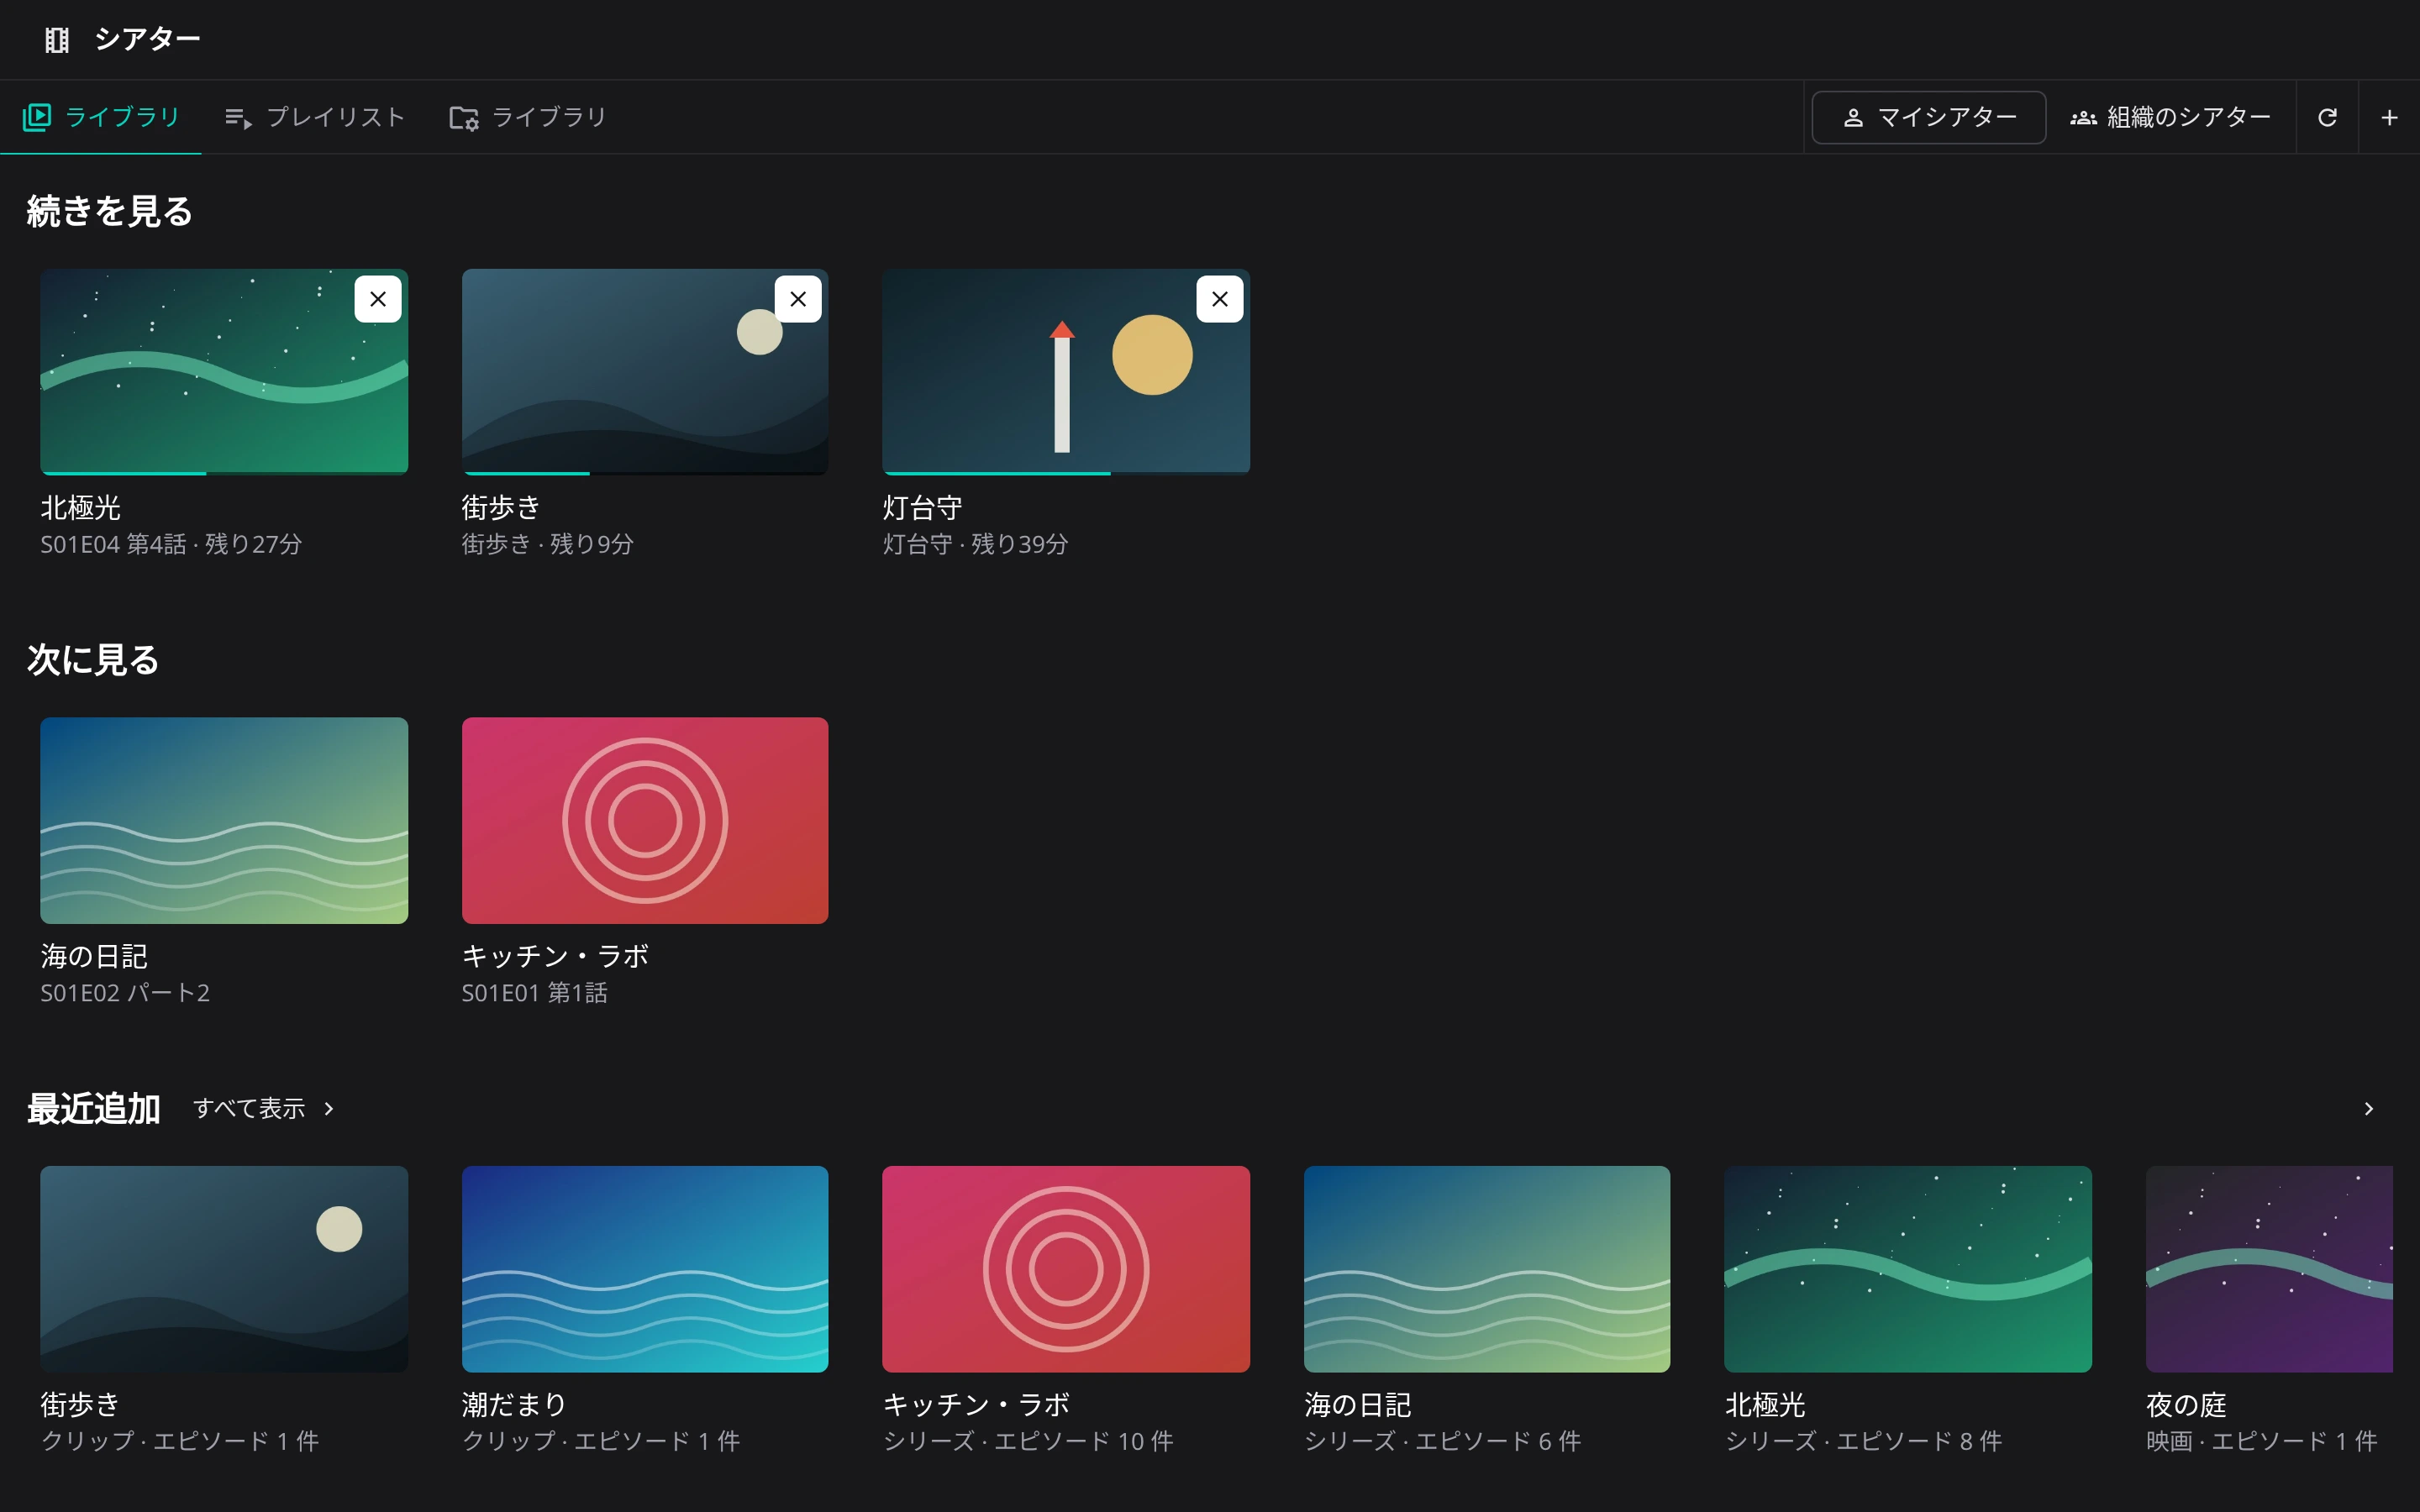 シアター
ライブラリ
プレイリスト
ライブラリ
マイシアター
組織のシアター
続きを見る
北極光
S01E04 第4話 · 残り27分
街歩き
街歩き · 残り9分
灯台守
灯台守 · 残り39分
次に見る
海の日記
S01E02 パート2
キッチン・ラボ
S01E01 第1話
最近追加
すべて表示
街歩き
クリップ · エピソード 1 件
潮だまり
クリップ · エピソード 1 件
キッチン・ラボ
シリーズ · エピソード 10 件
海の日記
シリーズ · エピソード 6 件
北極光
シリーズ · エピソード 8 件
夜の庭
映画 · エピソード 1 件